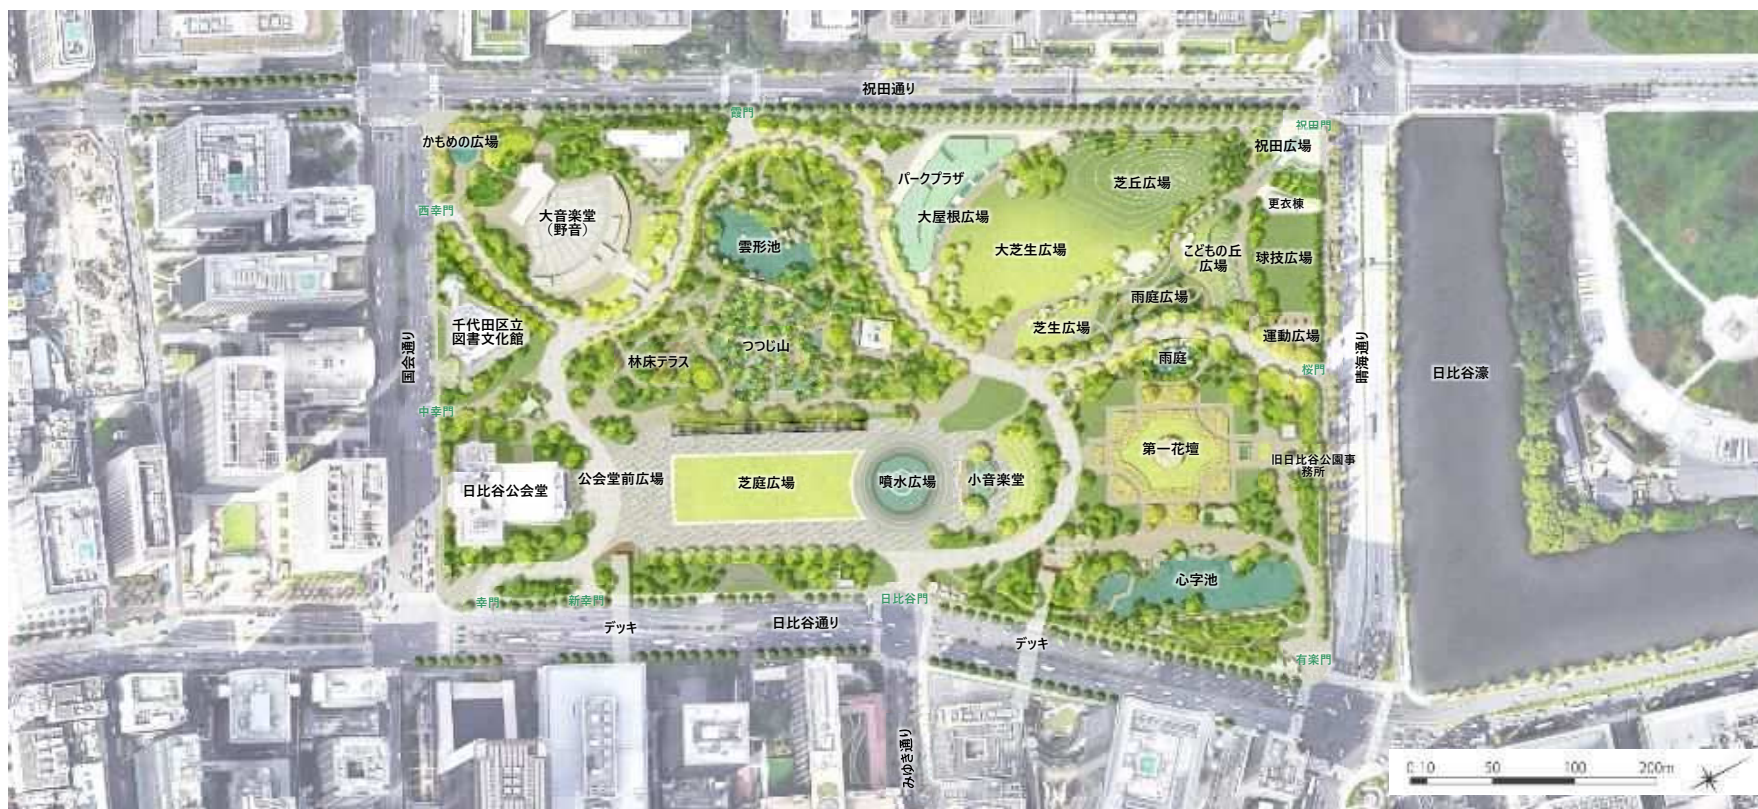 祝田通り
霞門
祝田門
かもめの広場
祝田広場
パークプラザ
芝丘広場
更衣棟
西幸門
大音楽堂
（野音）
大屋根広場
雲形池
大芝生広場
こどもの丘
広場
球技広場
雨庭広場
千代田区立
図書文化館
芝生広場
運動広場
国会通り
つつじ山
林床テラス
雨庭
桜門
晴海通り
日比谷濠
中幸門
第一花壇
旧日比谷公園事
務所
日比谷公会堂
公会堂前広場
芝庭広場
噴水広場
小音楽堂
心字池
幸門
新幸門
日比谷門
デッキ
日比谷通り
デッキ
有楽門
みゆき通り
0 10 50 100 200m